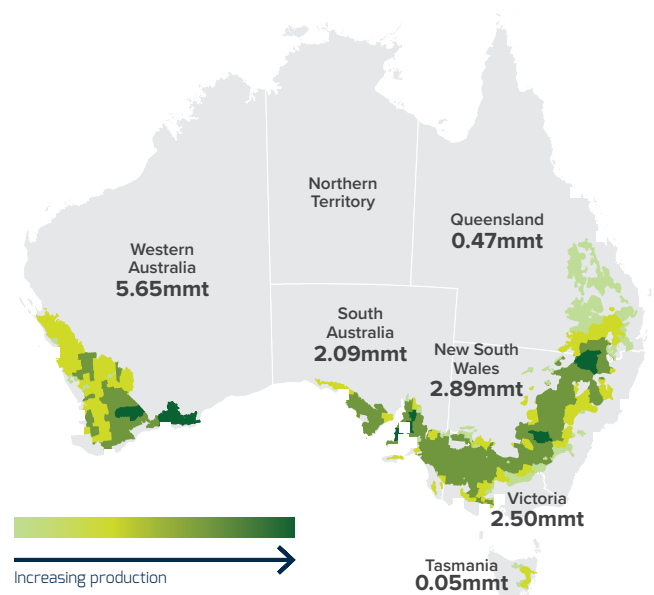 Northern
Territory
Queensland
0.47mmt
Western
Australia
5.65mmt
South
Australia
2.09mmt
New South
Wales
2.89mmt
Victoria
2.50mmt
Tasmania
0.05mmt
Increasing production